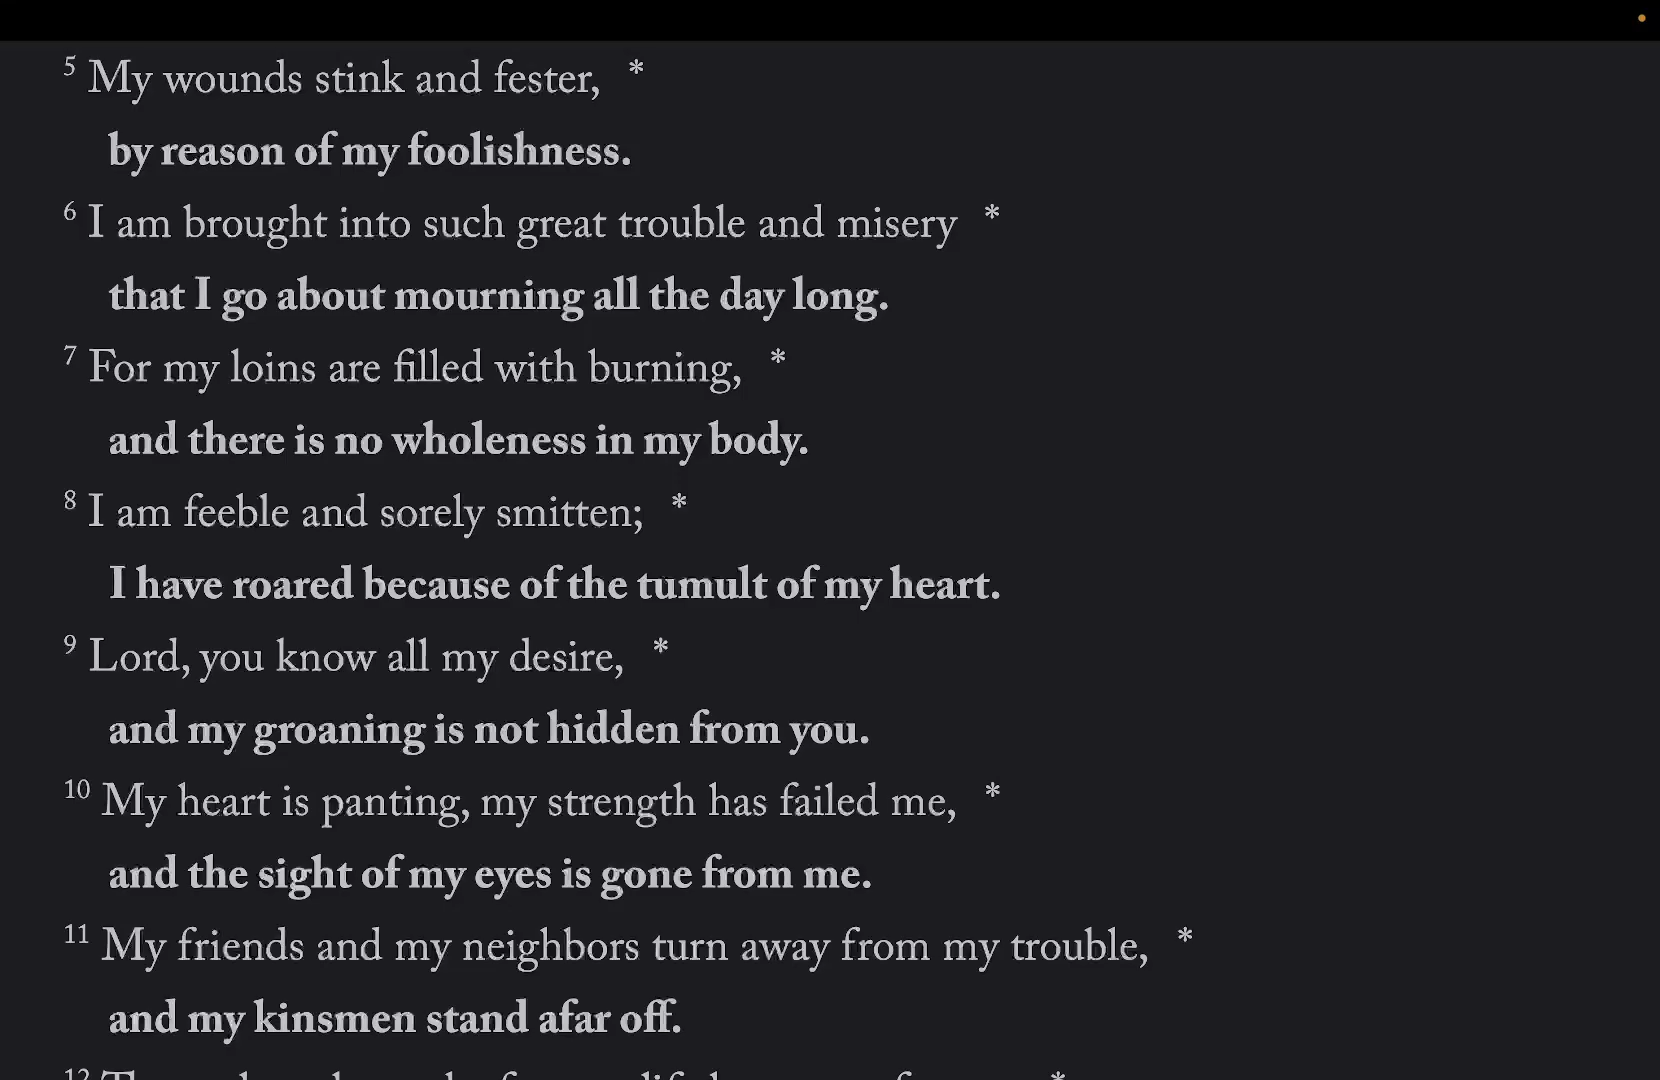 5 My wounds stink and fester, *
by reason of my foolishness.
6 I am brought into such great trouble and misery *
that I go about mourning all the day long.
7 For my loins are filled with burning, *
and there is no wholeness in my body.
8 I am feeble and sorely smitten; *
I have roared because of the tumult of my heart.
9 Lord, you know all my desire, *
and my groaning is not hidden from you.
10 My heart is panting, my strength has failed me, *
and the sight of my eyes is gone from me.
11 My friends and my neighbors turn away from my trouble, *
and my kinsmen stand afar off.
12